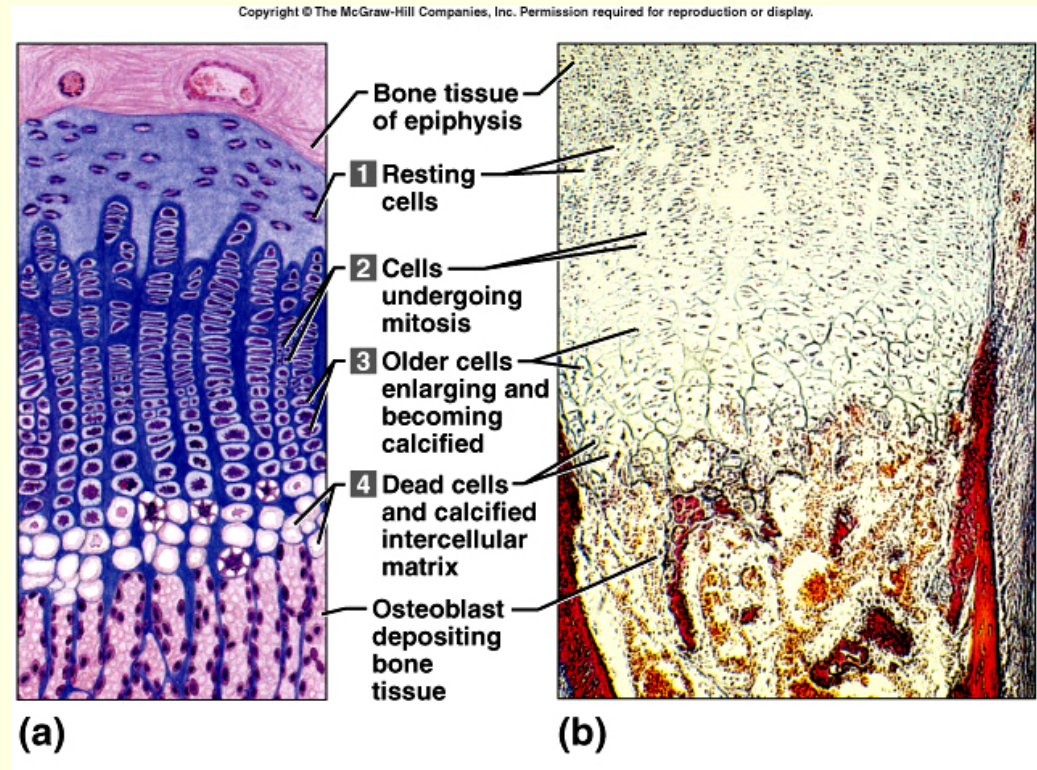 Copyright © The McGraw-Hill Companies, Inc. Permission required for reproduction or display.
Bone tissue
of epiphysis
1 Resting
cells
2 Cells
undergoing
mitosis
3 Older cells
enlarging and
becoming
calcified
4 Dead cells
and calcified
intercellular
matrix
Osteoblast
depositing
bone
tissue
(a)
(b)